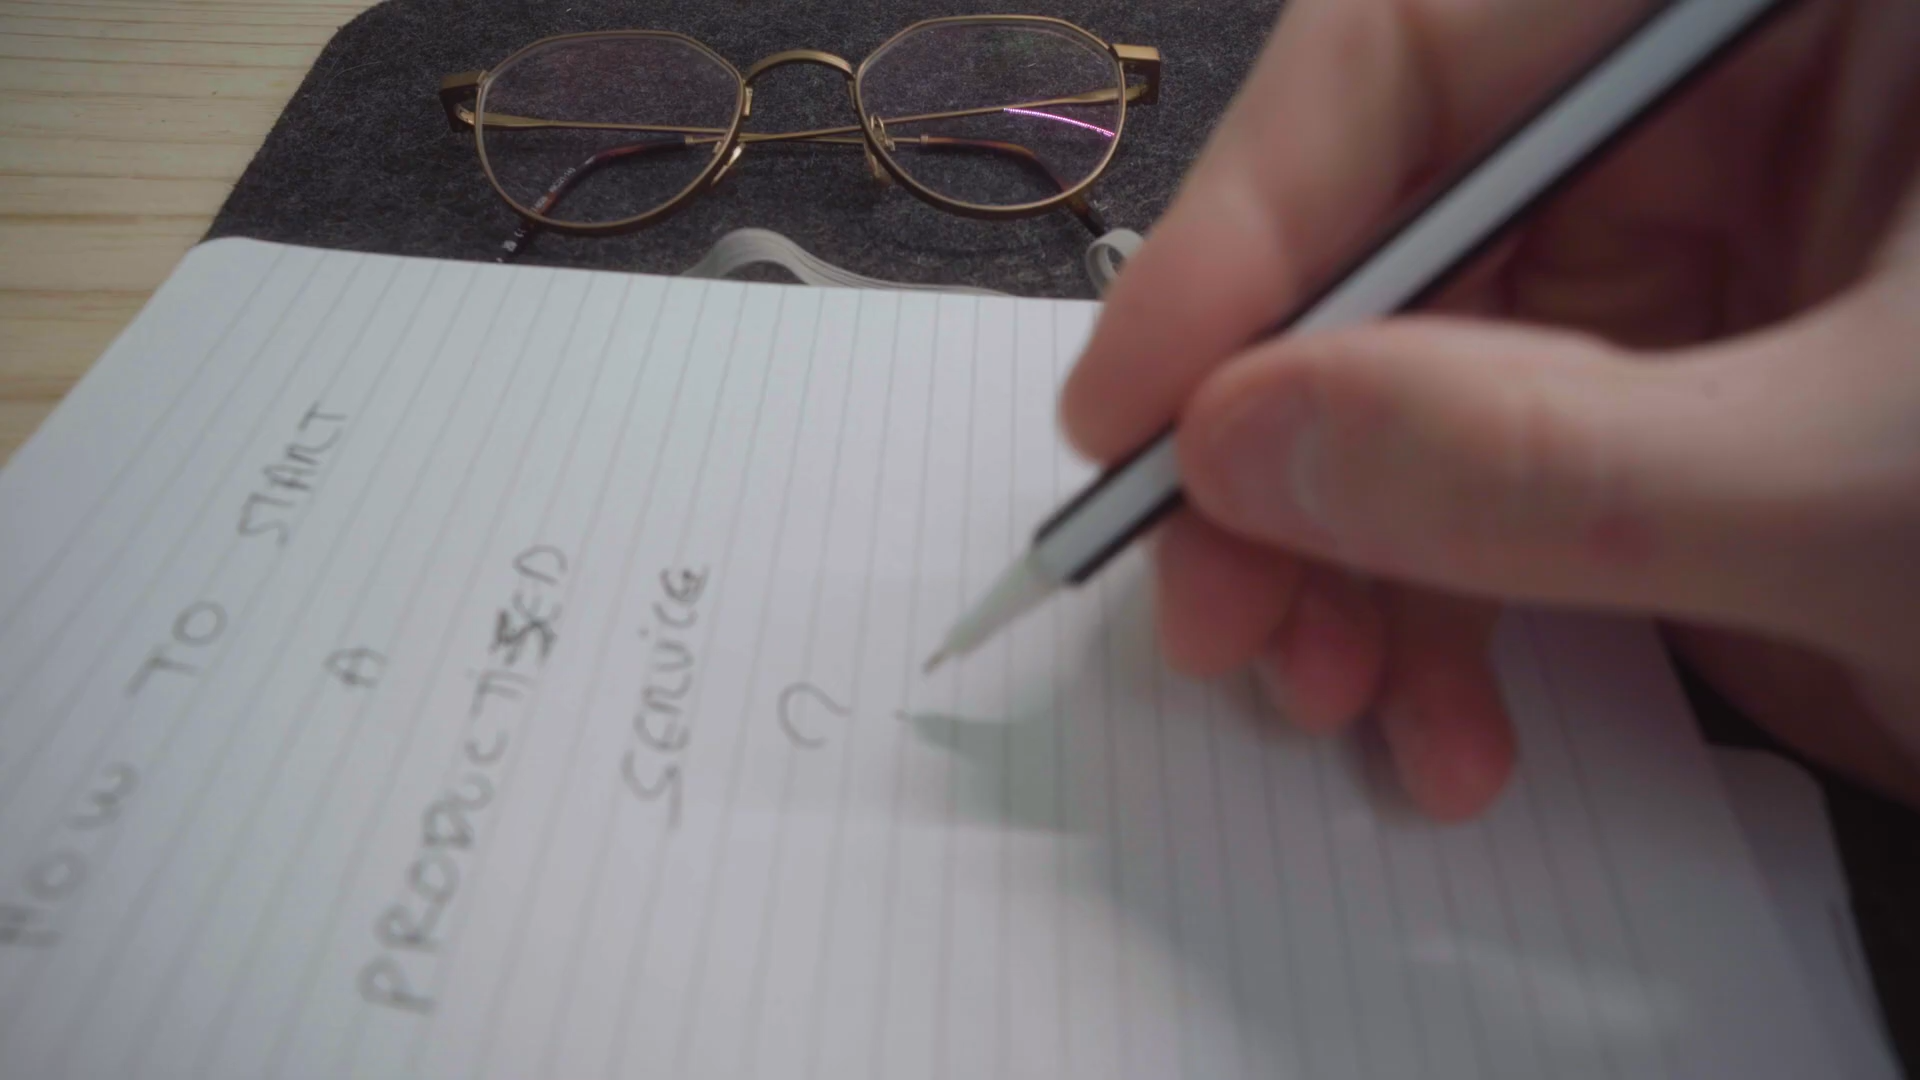 HOW TO START
A
PRODUCTISED
SERVICE
?